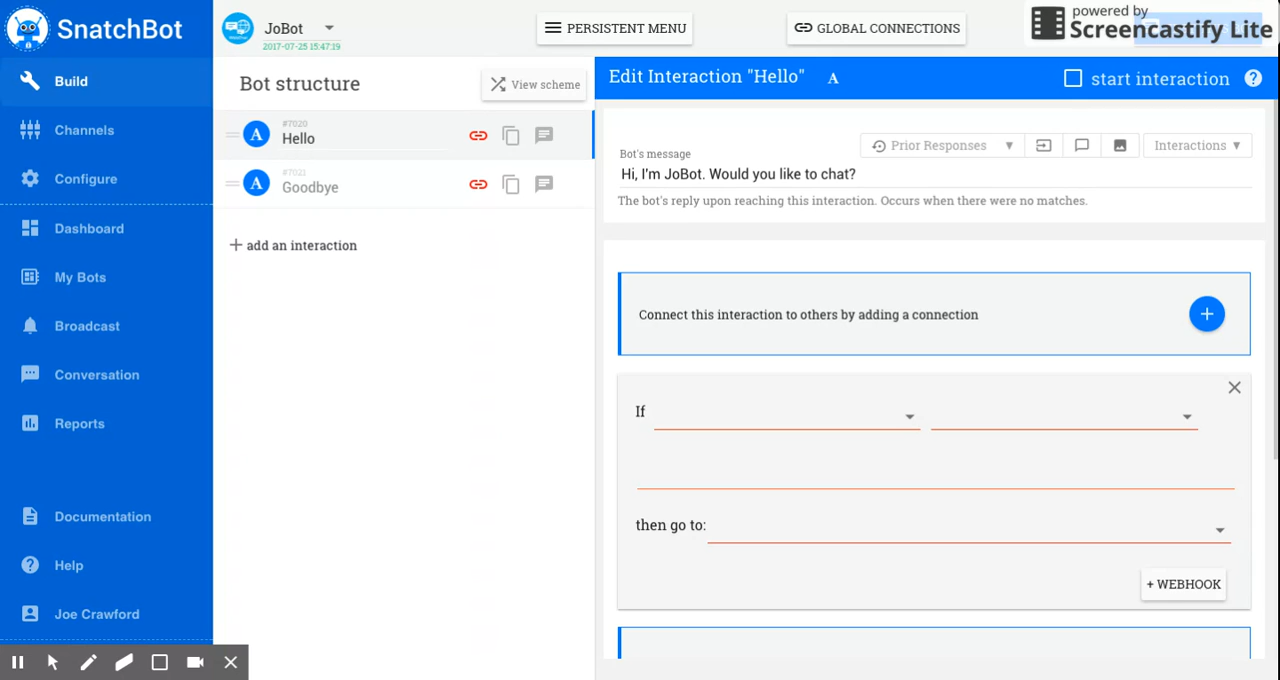 SnatchBot
Build
Channels
Configure
Dashboard
My Bots
Broadcast
Conversation
Reports
Documentation
Help
Joe Crawford
JoBot
2017-07-25 15:47:19
PERSISTENT MENU
GLOBAL CONNECTIONS
powered by
Screencastify Lite
Bot structure
View scheme
A
#7020
Hello
A
#7021
Goodbye
+ add an interaction
Edit Interaction "Hello" A
start interaction
Prior Responses
Interactions
Bot's message
Hi, I'm JoBot. Would you like to chat?
The bot's reply upon reaching this interaction. Occurs when there were no matches.
Connect this interaction to others by adding a connection
If
then go to:
+ WEBHOOK